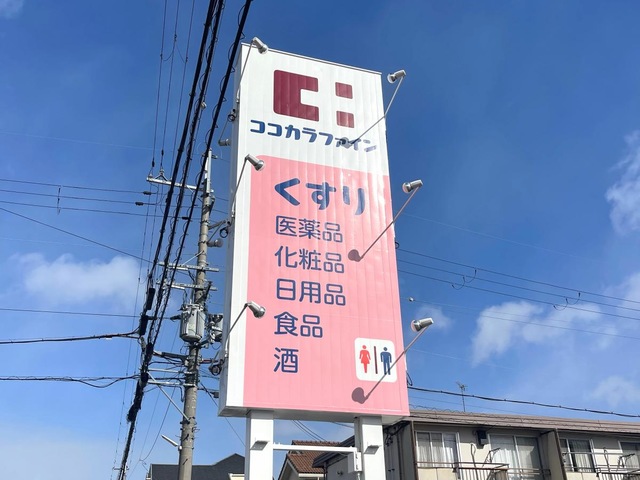 ココカラファイン
くすり
医薬品
化粧品
日用品
食品
酒